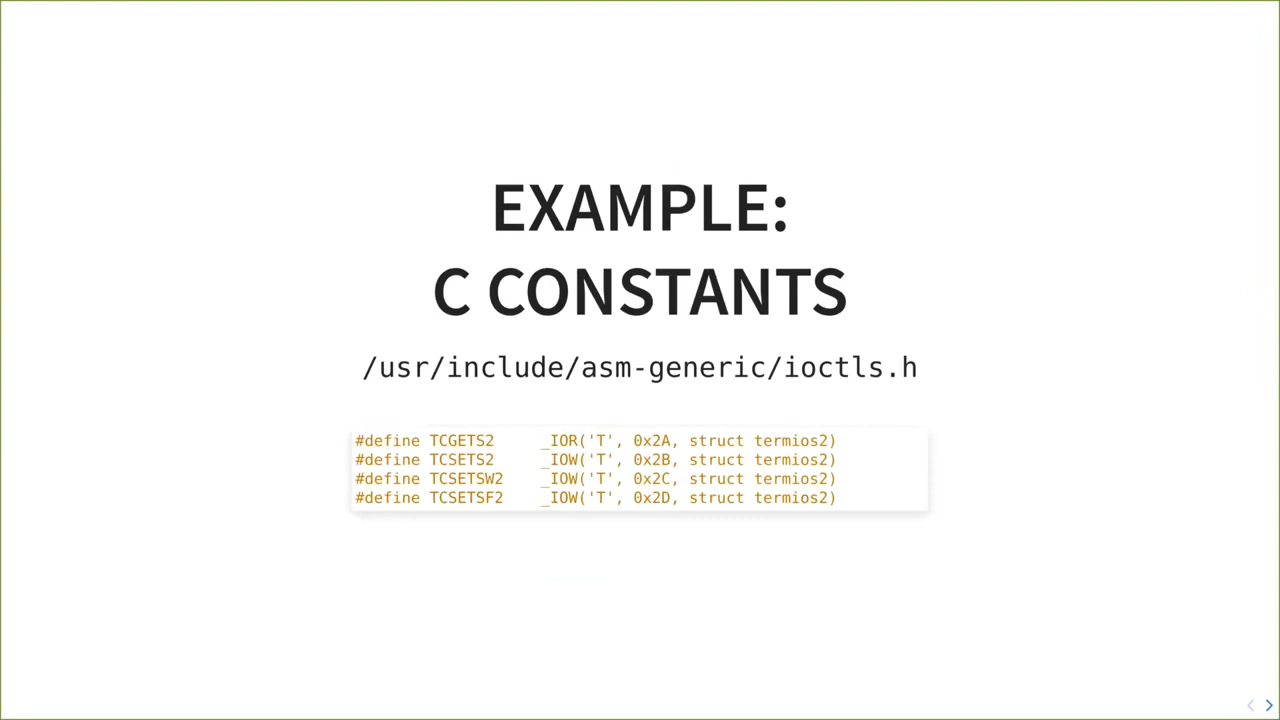 EXAMPLE:
C CONSTANTS
/usr/include/asm-generic/ioctls.h
#define TCGETS2     _IOR('T', 0x2A, struct termios2)
#define TCSETS2     _IOW('T', 0x2B, struct termios2)
#define TCSETSW2    _IOW('T', 0x2C, struct termios2)
#define TCSETSF2    _IOW('T', 0x2D, struct termios2)